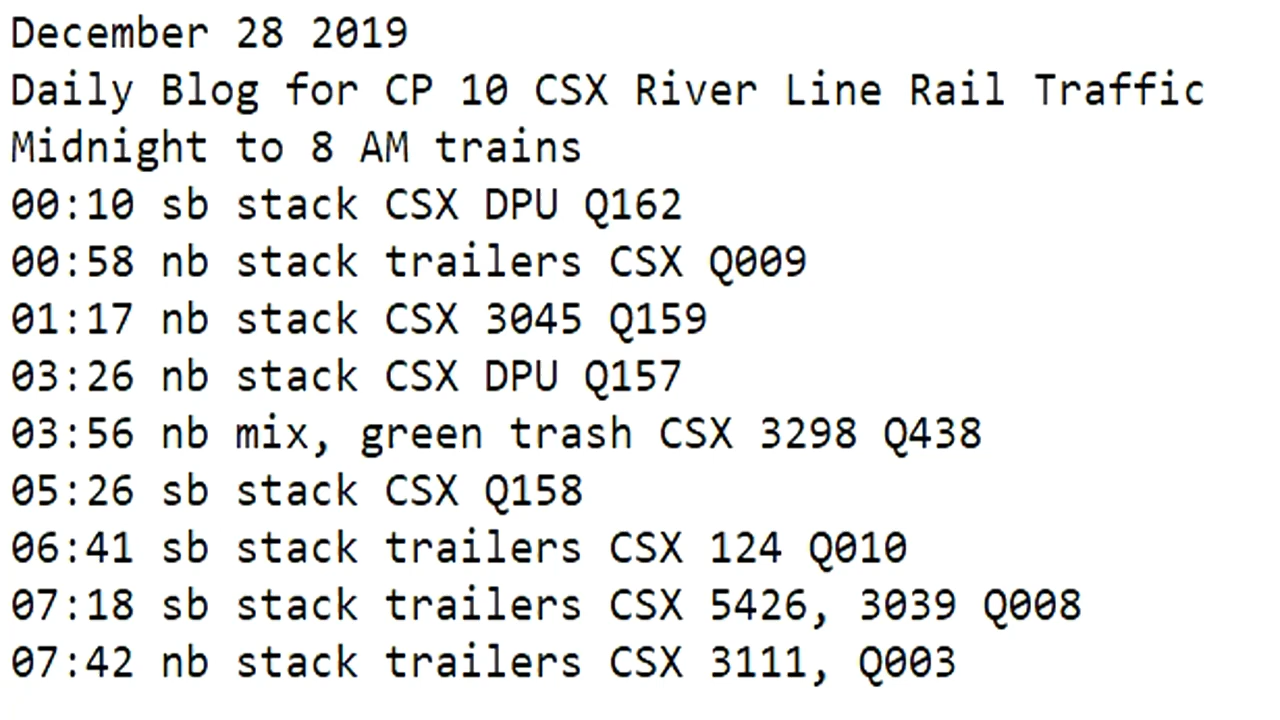 December 28 2019
Daily Blog for CP 10 CSX River Line Rail Traffic
Midnight to 8 AM trains
00:10 sb stack CSX DPU Q162
00:58 nb stack trailers CSX Q009
01:17 nb stack CSX 3045 Q159
03:26 nb stack CSX DPU Q157
03:56 nb mix, green trash CSX 3298 Q438
05:26 sb stack CSX Q158
06:41 sb stack trailers CSX 124 Q010
07:18 sb stack trailers CSX 5426, 3039 Q008
07:42 nb stack trailers CSX 3111, Q003